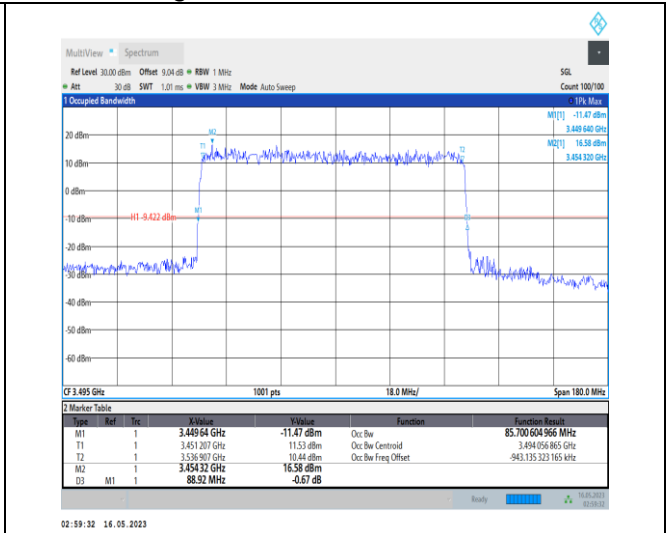 MultiView Spectrum
Ref Level 30.00 dBm Offset 9.04 dB RBW 1 MHz SGL
Att 30 dB SWT 1.01 ms VBW 3 MHz Mode Auto Sweep Count 100/100
1 Occupied Bandwidth 1Pk Max
M1[1] -11.47 dBm
3.449 640 GHz
M2[1] 16.58 dBm
3.454 320 GHz
20 dBm
M2
T1
T2
10 dBm
0 dBm
M1
-10 dBm
H1 -9.422 dBm
-20 dBm
-30 dBm
-40 dBm
-50 dBm
-60 dBm
CF 3.495 GHz 1001 pts 18.0 MHz/ Span 180.0 MHz
2 Marker Table
Type Ref Trc X-Value Y-Value Function Function Result
M1 1 3.449 64 GHz -11.47 dBm Occ Bw 85.700 604 966 MHz
T1 1 3.451 207 GHz 11.53 dBm Occ Bw Centroid 3.494 056 865 GHz
T2 1 3.536 907 GHz 10.44 dBm Occ Bw Freq Offset -943.135 323 165 kHz
M2 1 3.454 32 GHz 16.58 dBm
D3 M1 1 88.92 MHz -0.67 dB
Ready 16.05.2023
02:59:32
02:59:32 16.05.2023